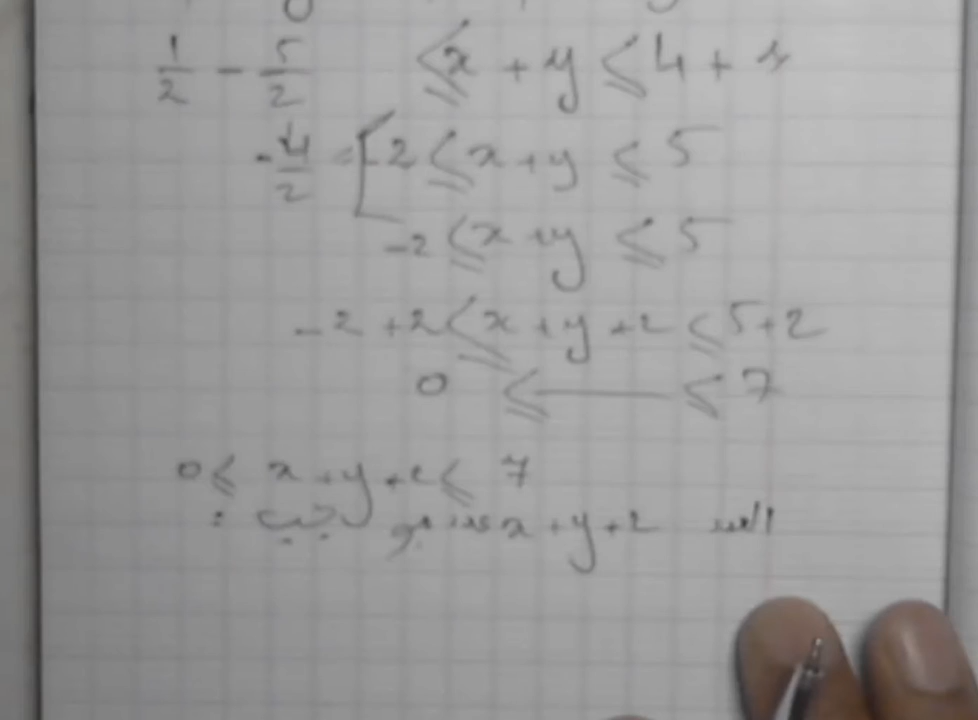 1/2 - 5/2 ≤ x + y ≤ 4 + 1
-4/2 = [-2 ≤ x + y ≤ 5
-2 ≤ x + y ≤ 5
-2 + 2 ≤ x + y + 2 ≤ 5 + 2
0 ≤ ——— ≤ 7
0 ≤ x + y + 2 ≤ 7
x + y + 2